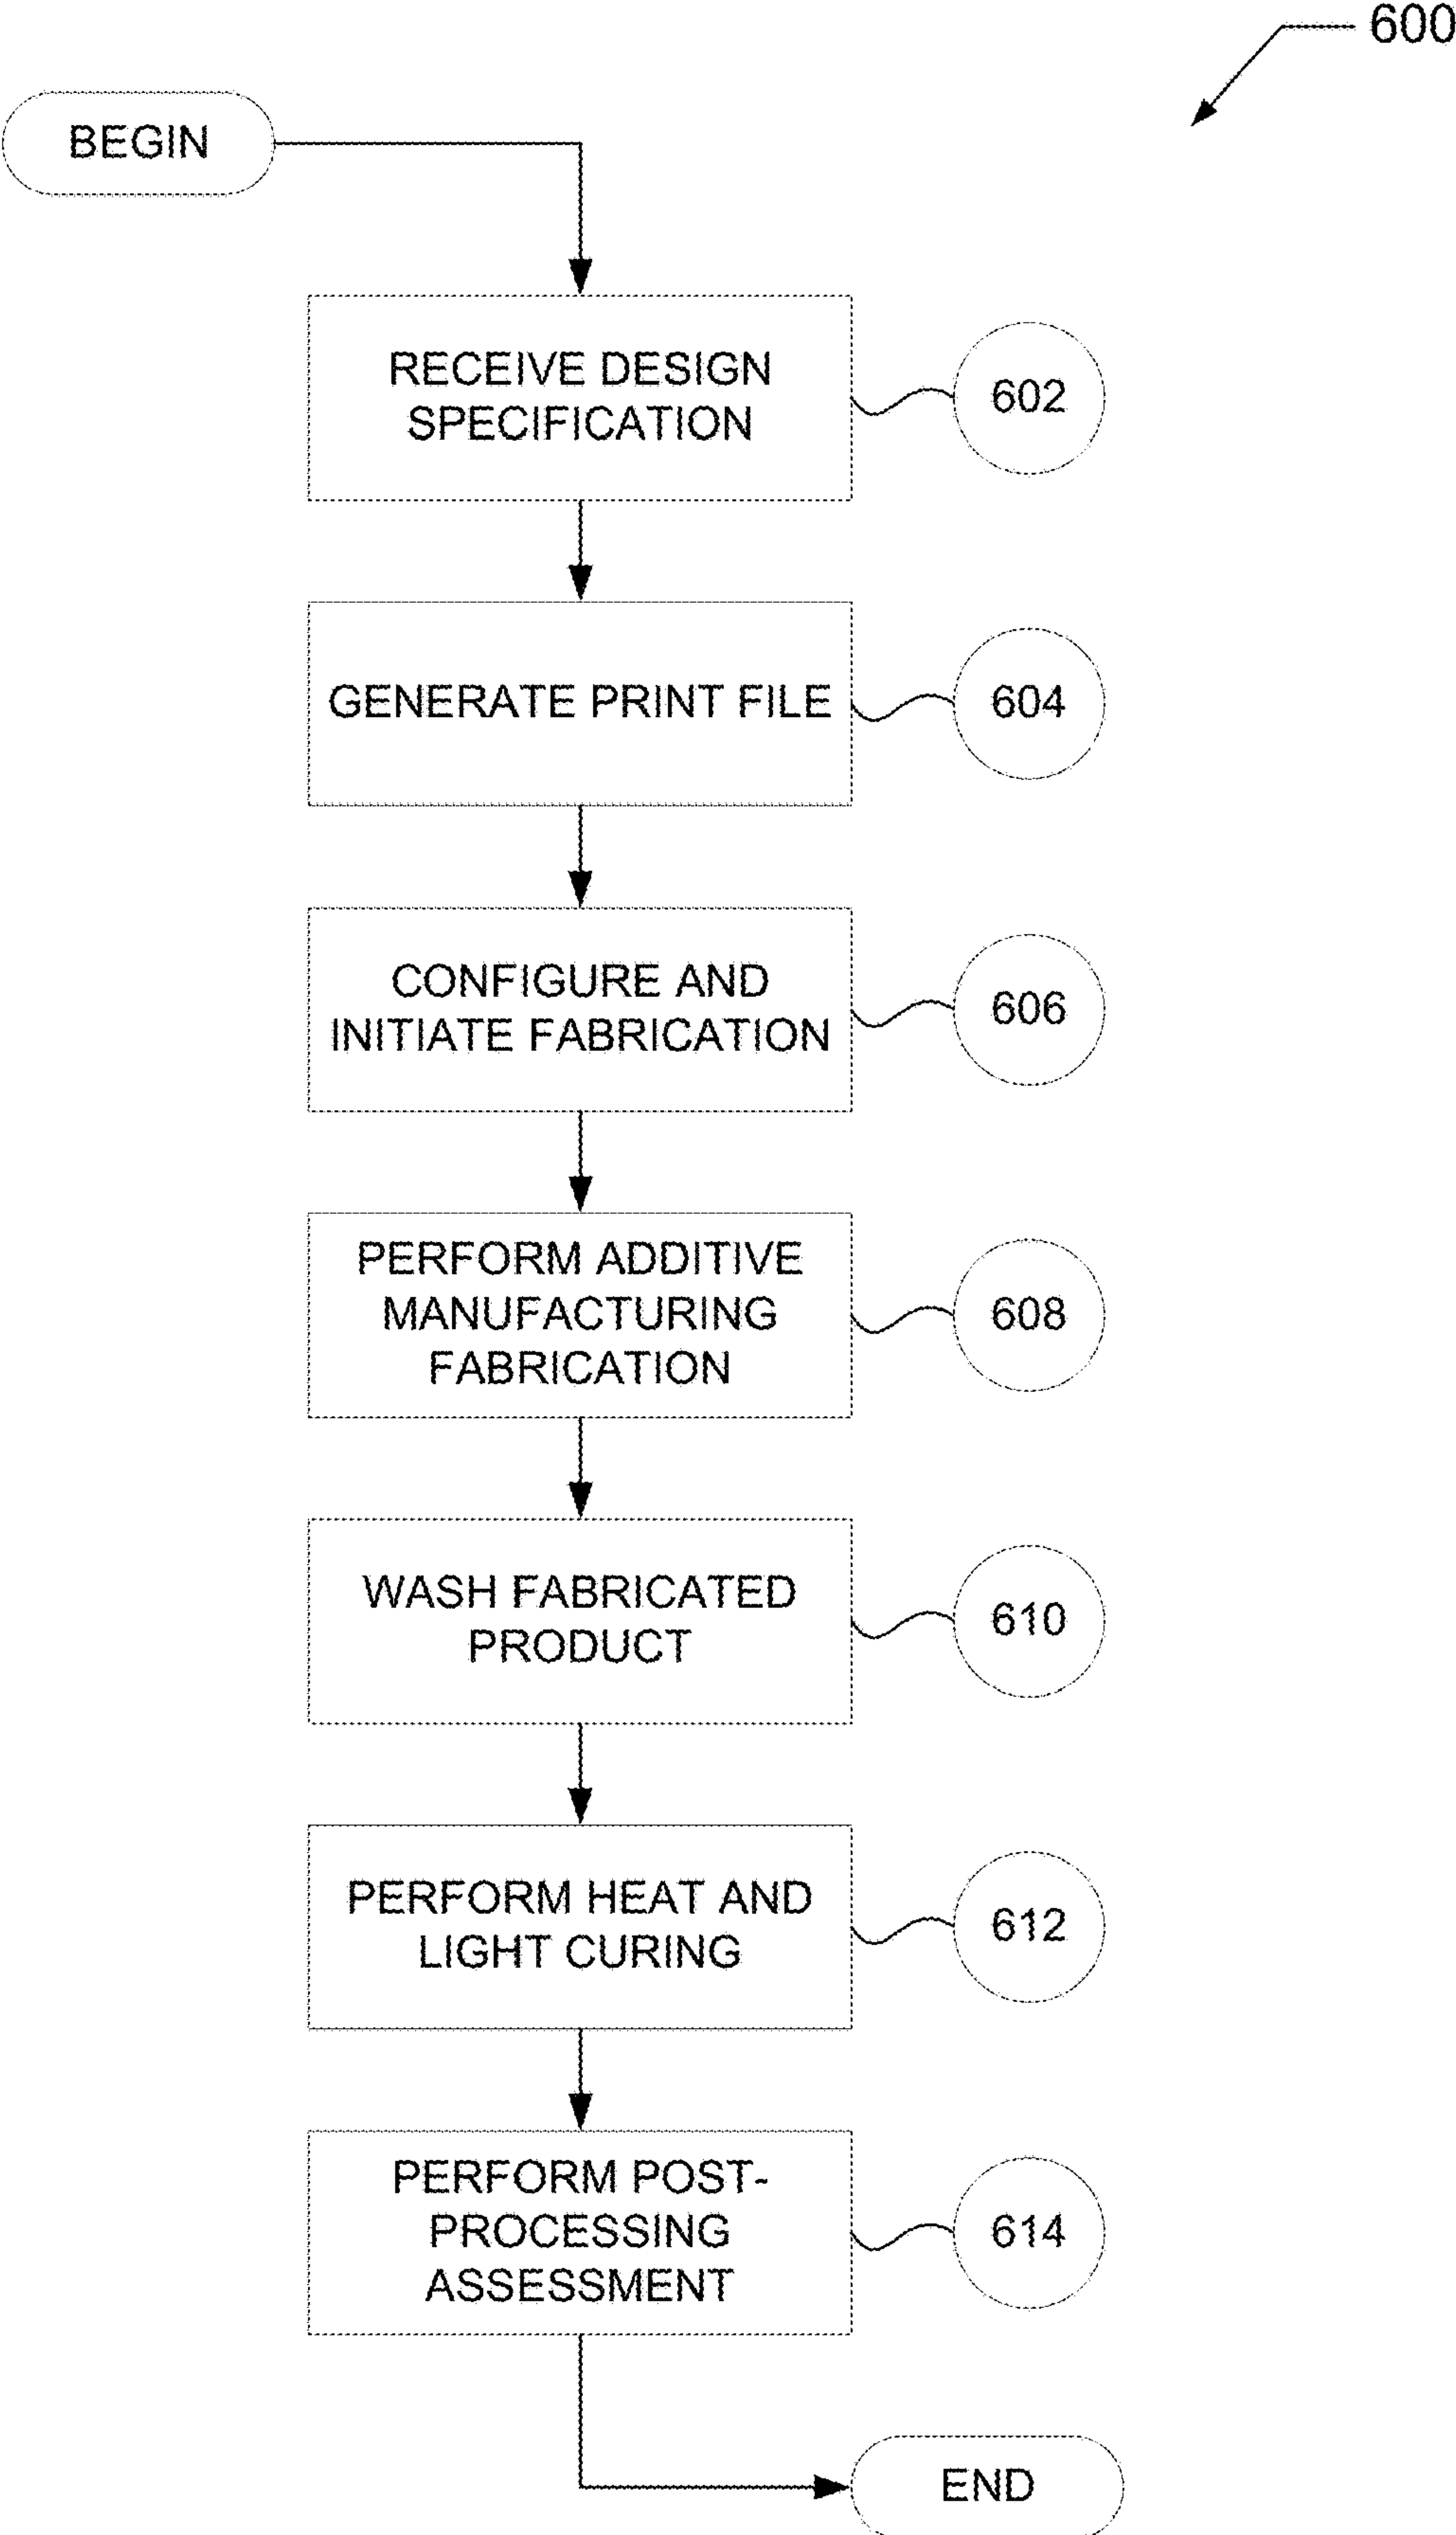 600
BEGIN
RECEIVE DESIGN
SPECIFICATION
602
GENERATE PRINT FILE
604
CONFIGURE AND
INITIATE FABRICATION
606
PERFORM ADDITIVE
MANUFACTURING
FABRICATION
608
WASH FABRICATED
PRODUCT
610
PERFORM HEAT AND
LIGHT CURING
612
PERFORM POST-
PROCESSING
ASSESSMENT
614
END